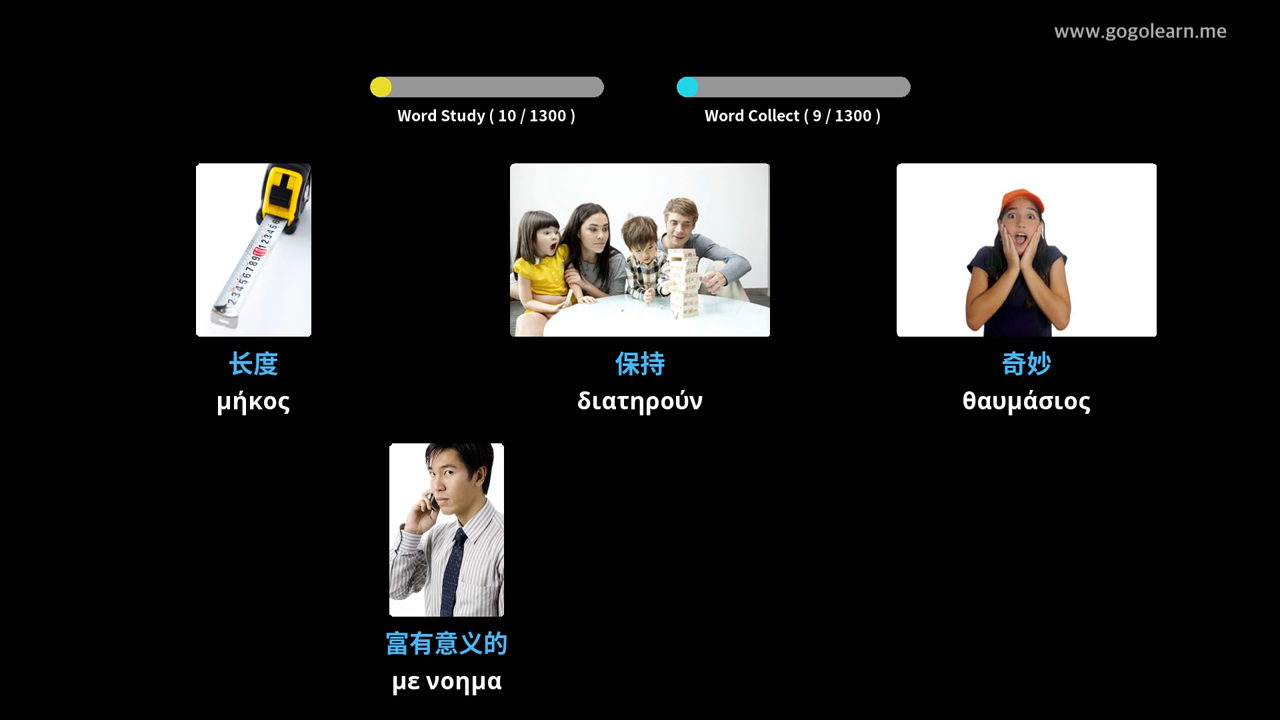 www.gogolearn.me
Word Study ( 10 / 1300 )
Word Collect ( 9 / 1300 )
长度
μήκος
保持
διατηρούν
奇妙
θαυμάσιος
富有意义的
με νοημα